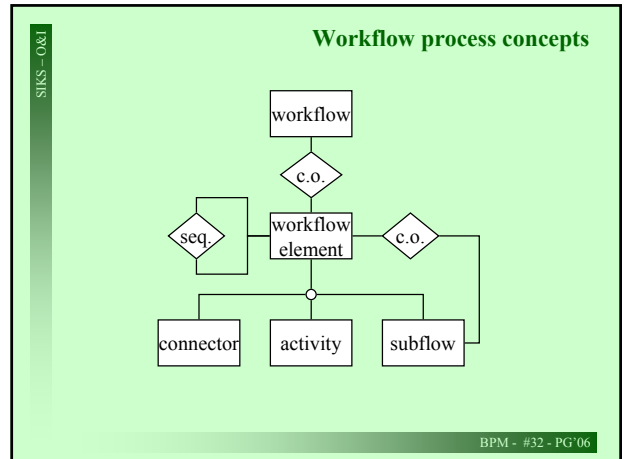 SIKS – O&I
Workflow process concepts
workflow
c.o.
seq.
workflow
element
c.o.
connector
activity
subflow
BPM - #32 - PG'06